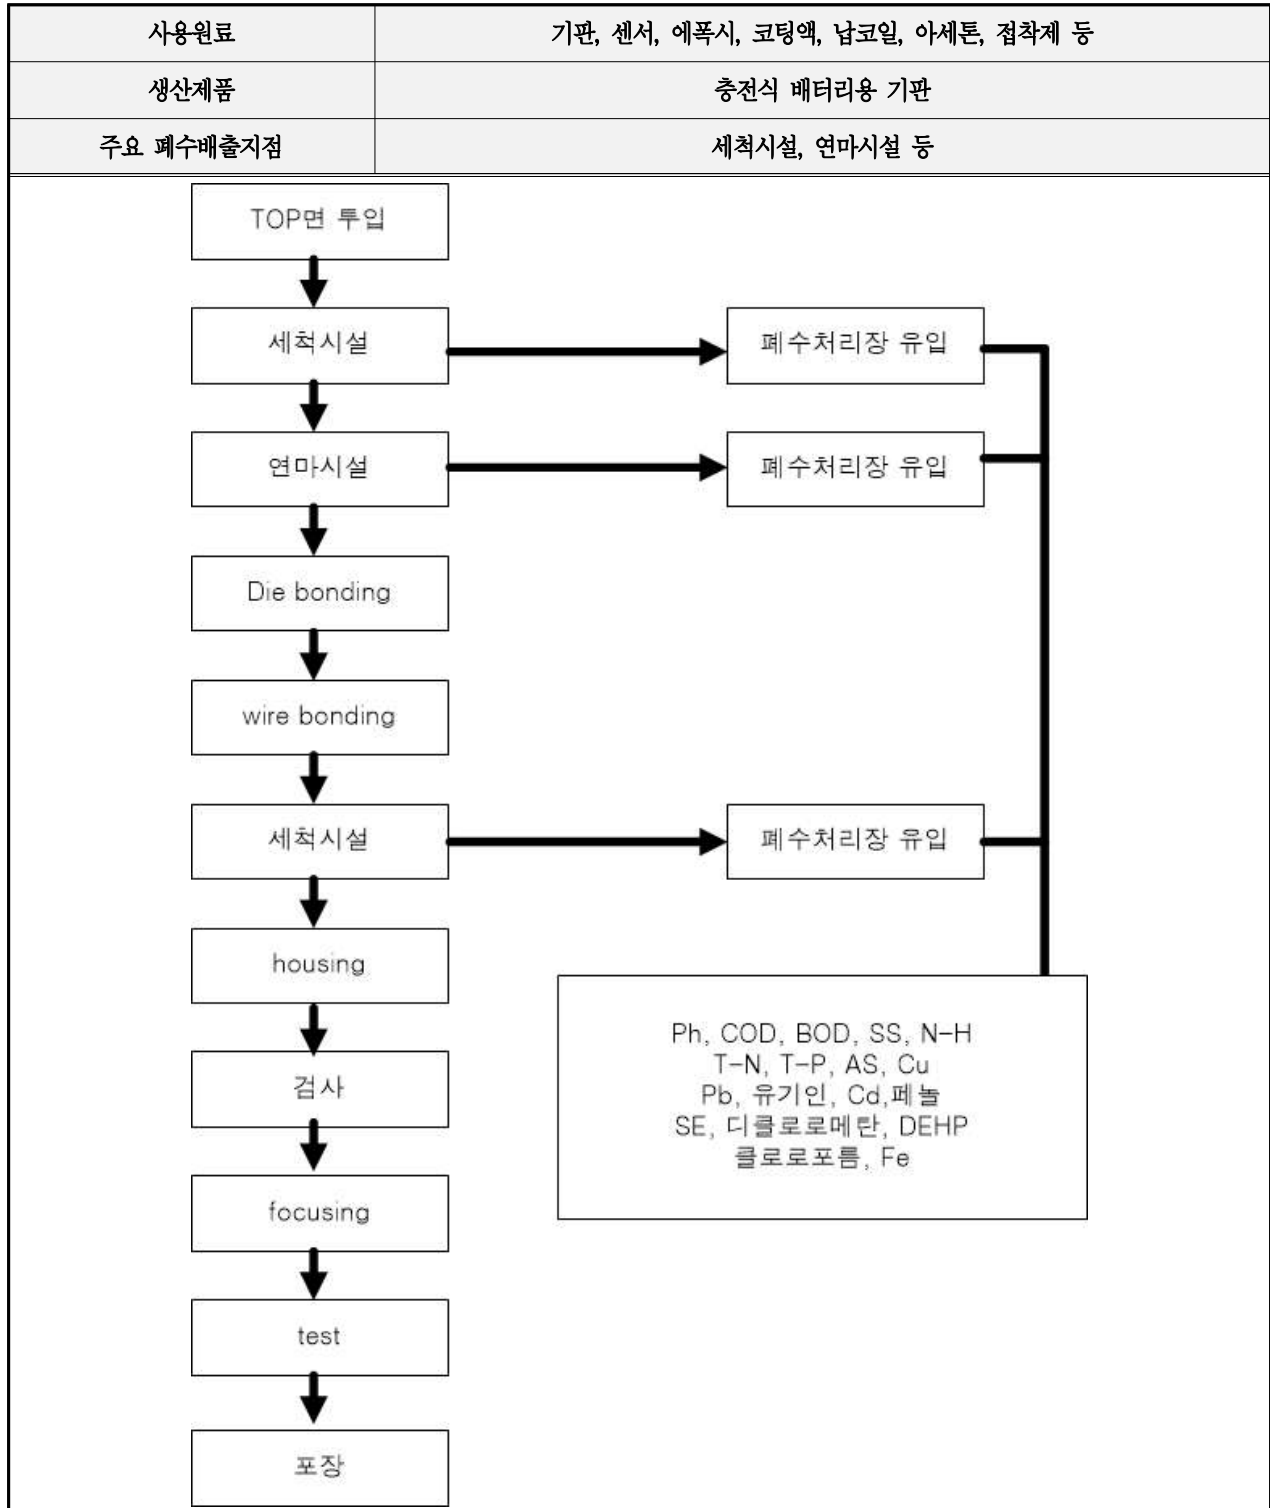 사용원료 기판, 센서, 에폭시, 코팅액, 납코일, 아세톤, 접착제 등
생산제품 충전식 배터리용 기판
주요 폐수배출지점 세척시설, 연마시설 등
TOP면 투입
세척시설 폐수처리장 유입
연마시설 폐수처리장 유입
Die bonding
wire bonding
세척시설 폐수처리장 유입
housing
Ph, COD, BOD, SS, N-H
T-N, T-P, AS, Cu
Pb, 유기인, Cd,페놀
SE, 디클로로메탄, DEHP
클로로포름, Fe
검사
focusing
test
포장